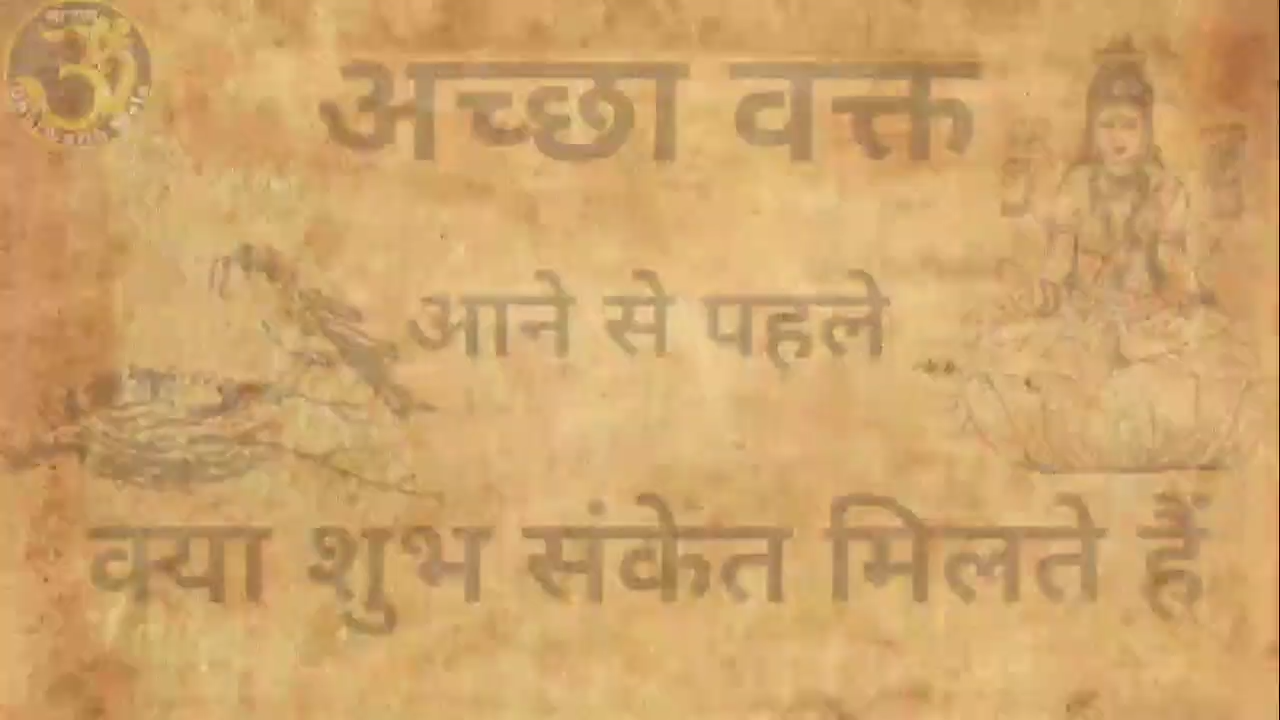 अच्छा वक्त
आने से पहले
क्या शुभ संकेत मिलते हैं